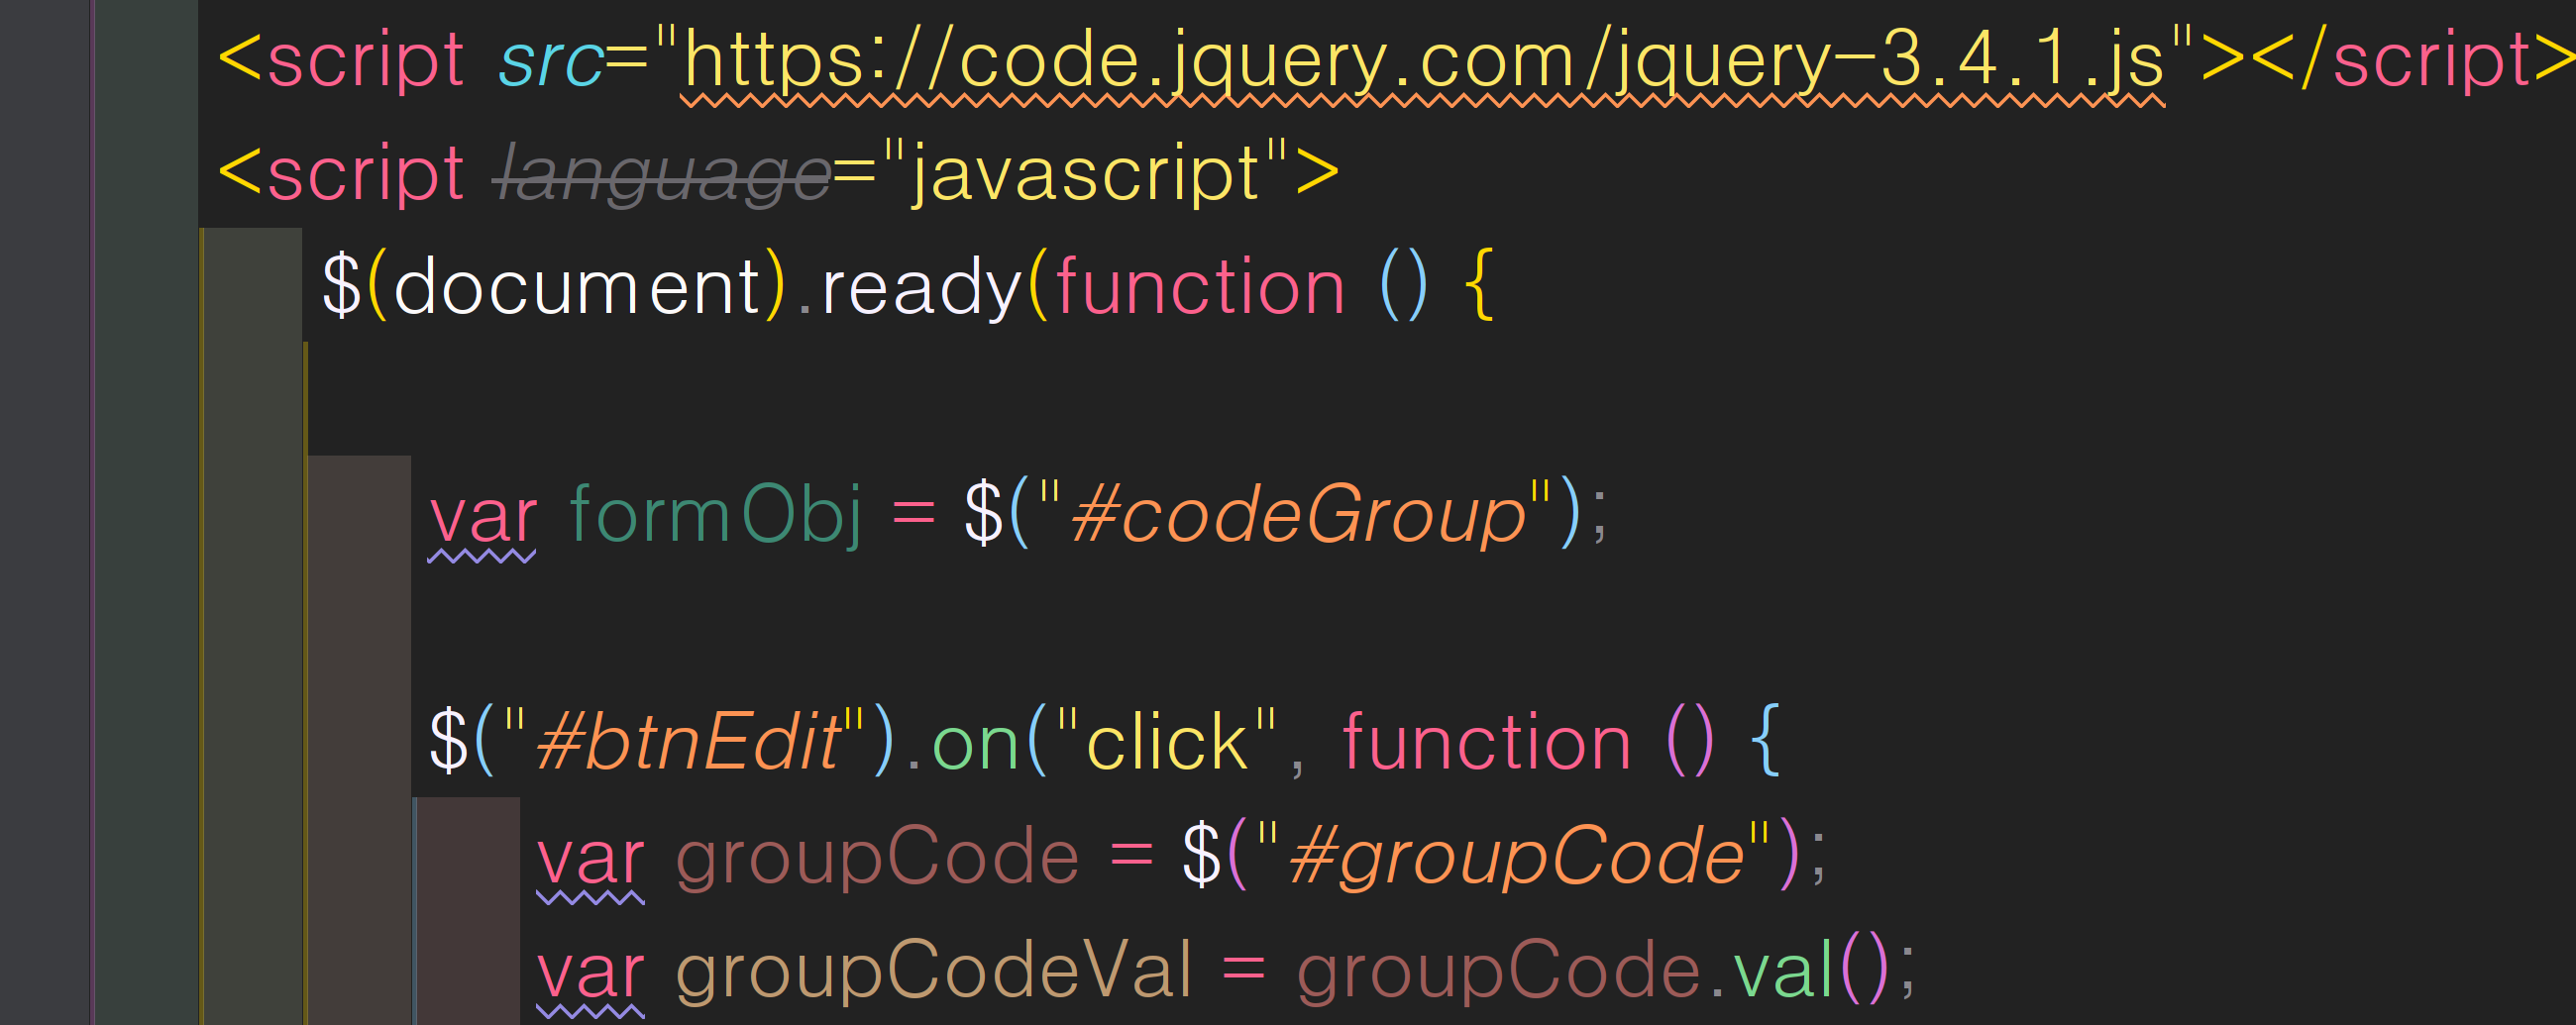 <script src="https://code.jquery.com/jquery-3.4.1.js"></script>
<script language="javascript">
$(document).ready(function () {
var formObj = $("#codeGroup");
$("#btnEdit").on("click", function () {
var groupCode = $("#groupCode");
var groupCodeVal = groupCode.val();